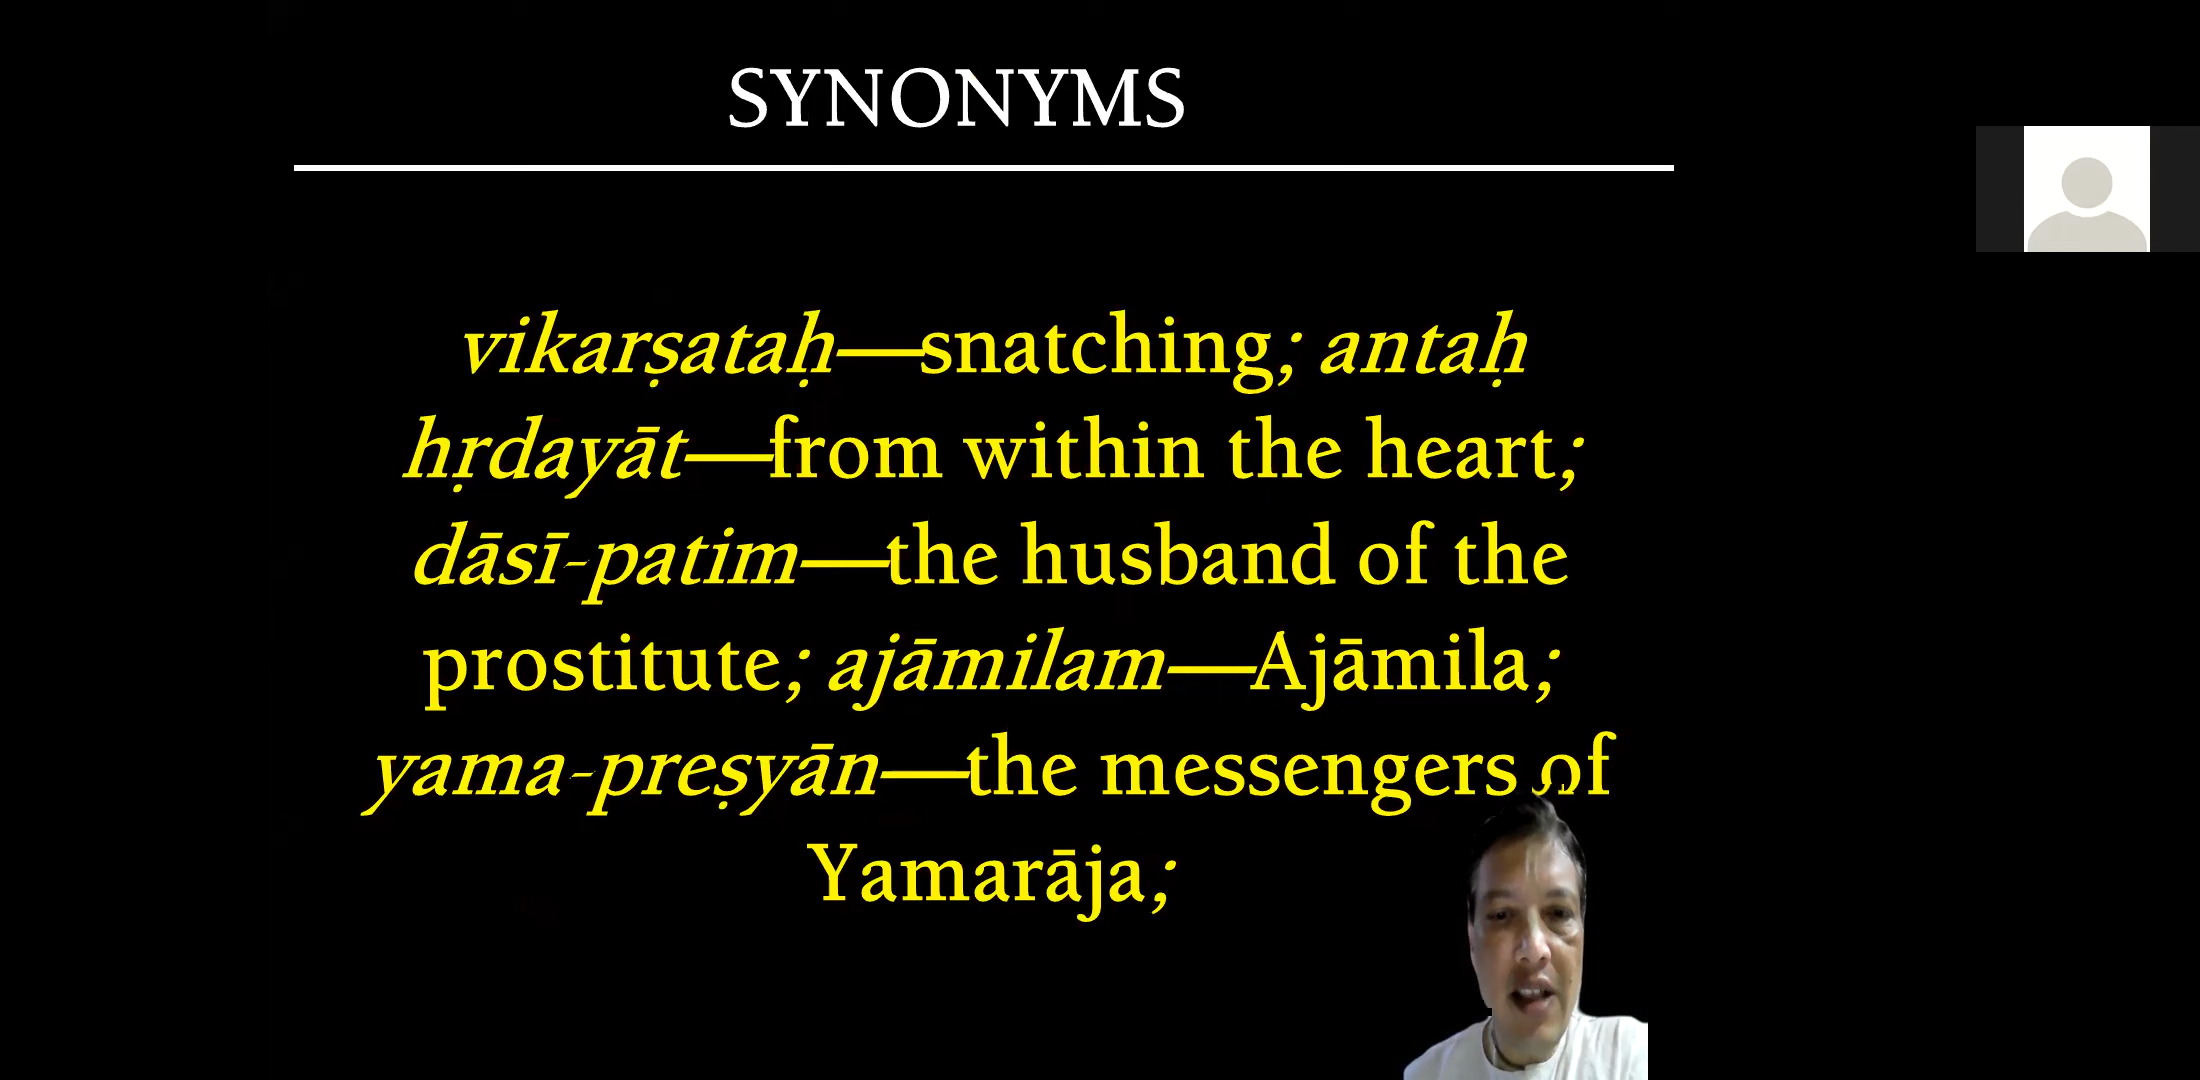 SYNONYMS
vikarṣataḥ—snatching; antaḥ
hṛdayāt—from within the heart;
dāsī-patim—the husband of the
prostitute; ajāmilam—Ajāmila;
yama-preṣyān—the messengers of
Yamarāja;